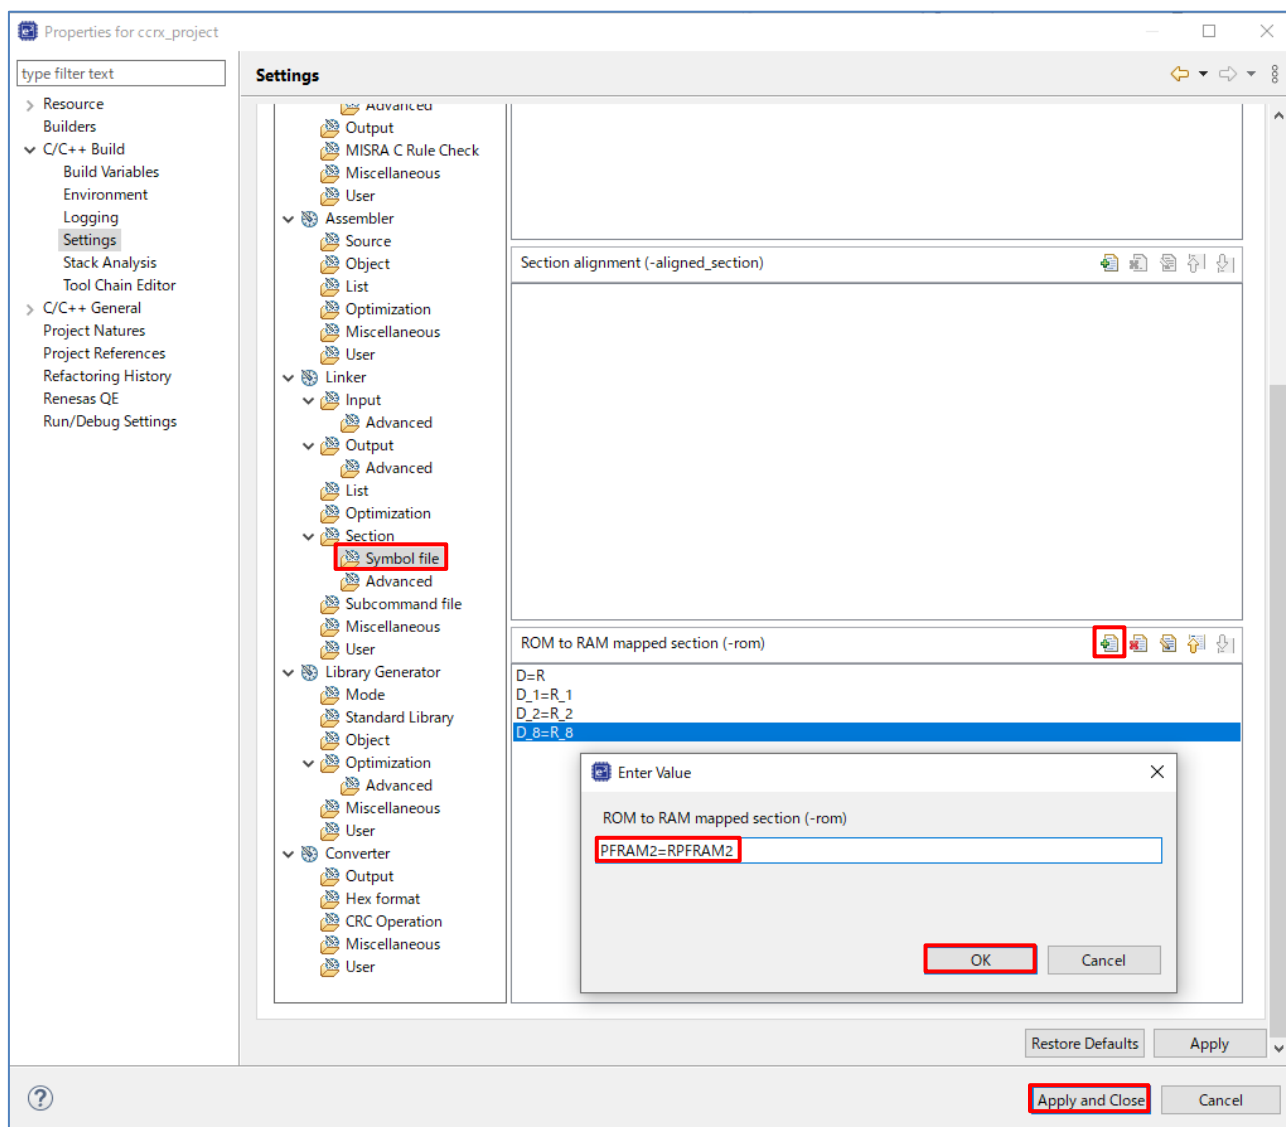 Properties for ccrx_project
type filter text
Resource
Builders
C/C++ Build
Build Variables
Environment
Logging
Settings
Stack Analysis
Tool Chain Editor
C/C++ General
Project Natures
Project References
Refactoring History
Renesas QE
Run/Debug Settings
Settings
Advanced
Output
MISRA C Rule Check
Miscellaneous
User
Assembler
Source
Object
List
Optimization
Miscellaneous
User
Linker
Input
Advanced
Output
Advanced
List
Optimization
Section
Symbol file
Advanced
Subcommand file
Miscellaneous
User
Library Generator
Mode
Standard Library
Object
Optimization
Advanced
Miscellaneous
User
Converter
Output
Hex format
CRC Operation
Miscellaneous
User
Section alignment (-aligned_section)
ROM to RAM mapped section (-rom)
D=R
D_1=R_1
D_2=R_2
D_8=R_8
Enter Value
ROM to RAM mapped section (-rom)
PFRAM2=RPFRAM2
OK
Cancel
Restore Defaults
Apply
Apply and Close
Cancel